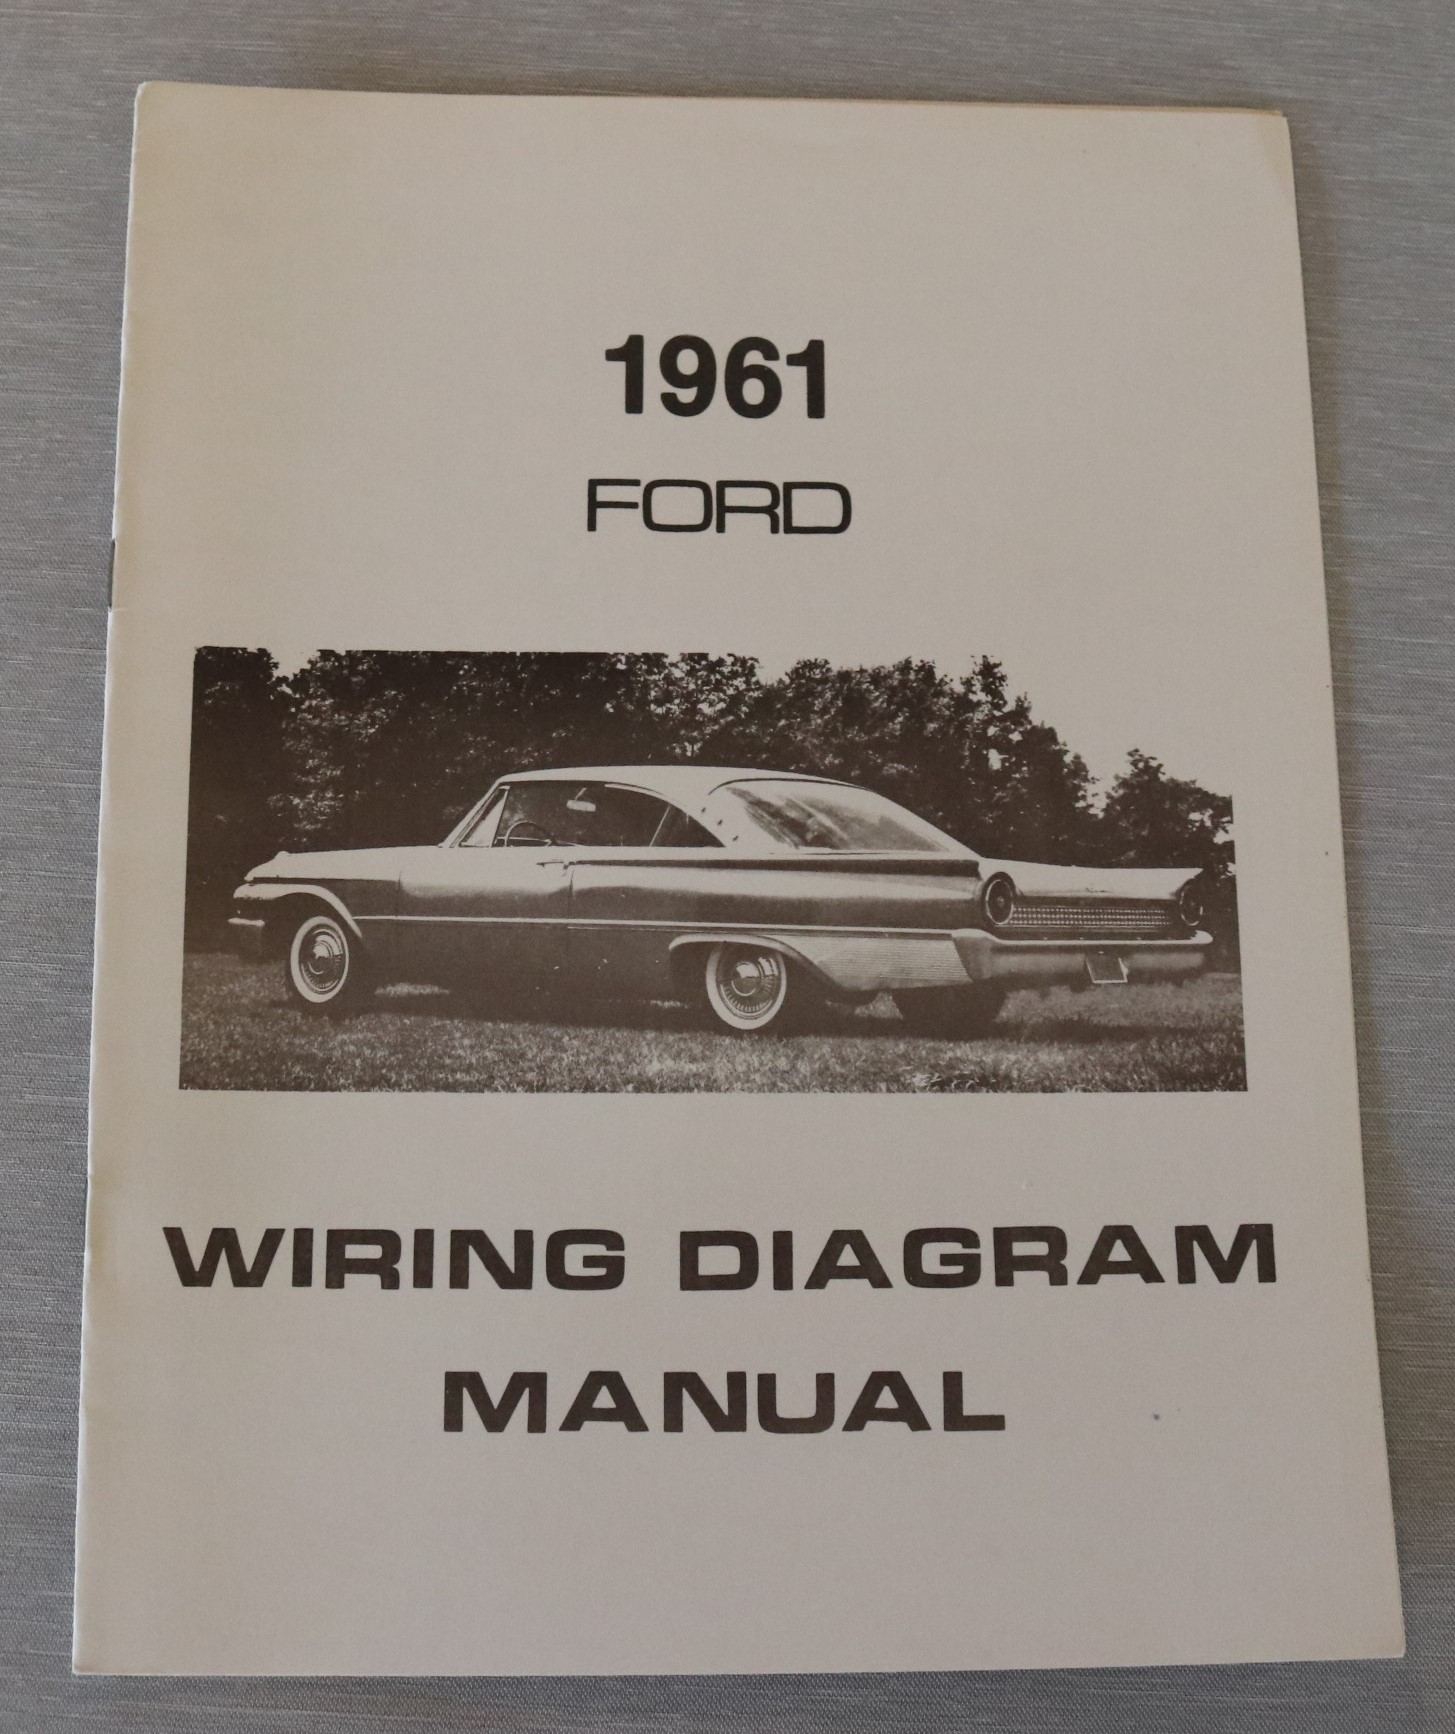 1961
FORD
WIRING DIAGRAM
MANUAL